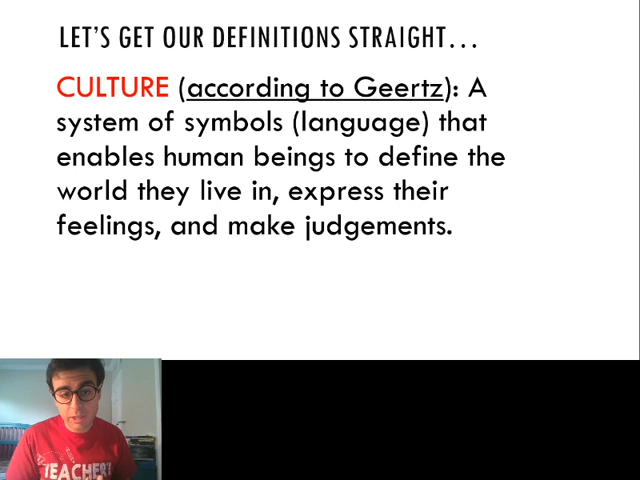 LET'S GET OUR DEFINITIONS STRAIGHT...
CULTURE (according to Geertz): A
system of symbols (language) that
enables human beings to define the
world they live in, express their
feelings, and make judgements.
TEACHER